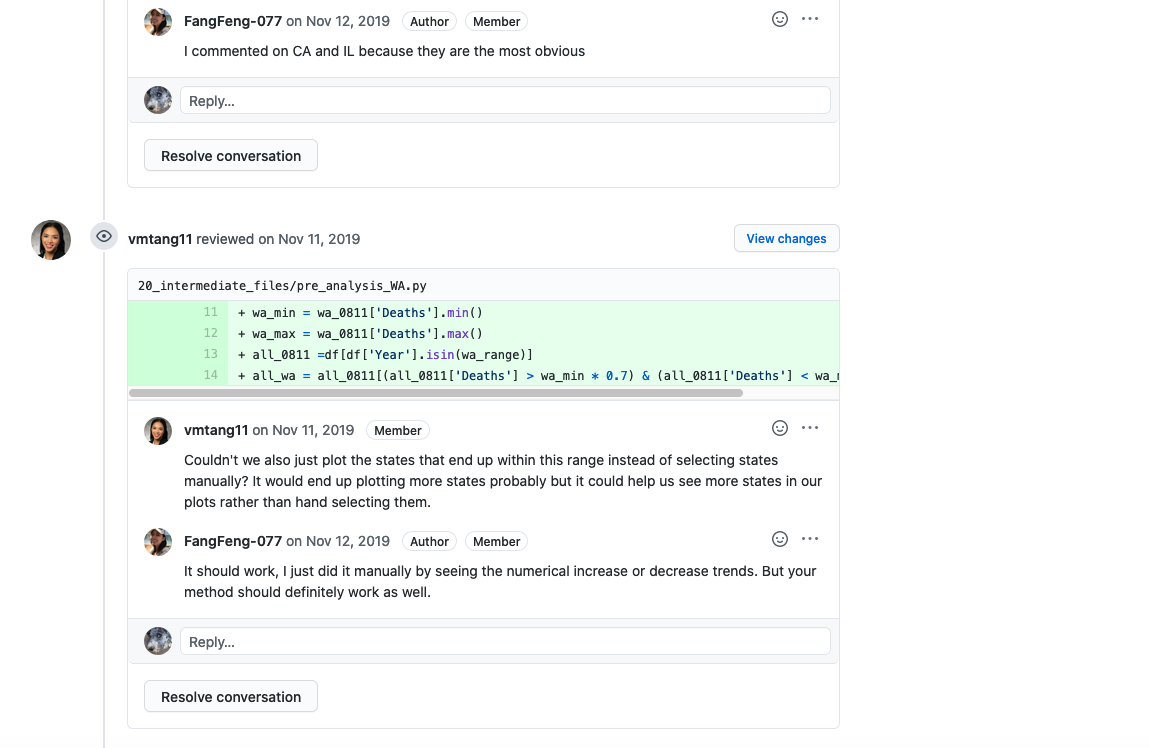 FangFeng-077 on Nov 12, 2019 Author Member
I commented on CA and IL because they are the most obvious
Reply...
Resolve conversation
vmtang11 reviewed on Nov 11, 2019 View changes
20_intermediate_files/pre_analysis_WA.py
11 + wa_min = wa_0811['Deaths'].min()
12 + wa_max = wa_0811['Deaths'].max()
13 + all_0811 =df[df['Year'].isin(wa_range)]
14 + all_wa = all_0811[(all_0811['Deaths'] > wa_min * 0.7) & (all_0811['Deaths'] <
vmtang11 on Nov 11, 2019 Member
Couldn't we also just plot the states that end up within this range instead of selecting states
manually? It would end up plotting more states probably but it could help us see more states in our
plots rather than hand selecting them.
FangFeng-077 on Nov 12, 2019 Author Member
It should work, I just did it manually by seeing the numerical increase or decrease trends. But your
method should definitely work as well.
Reply...
Resolve conversation